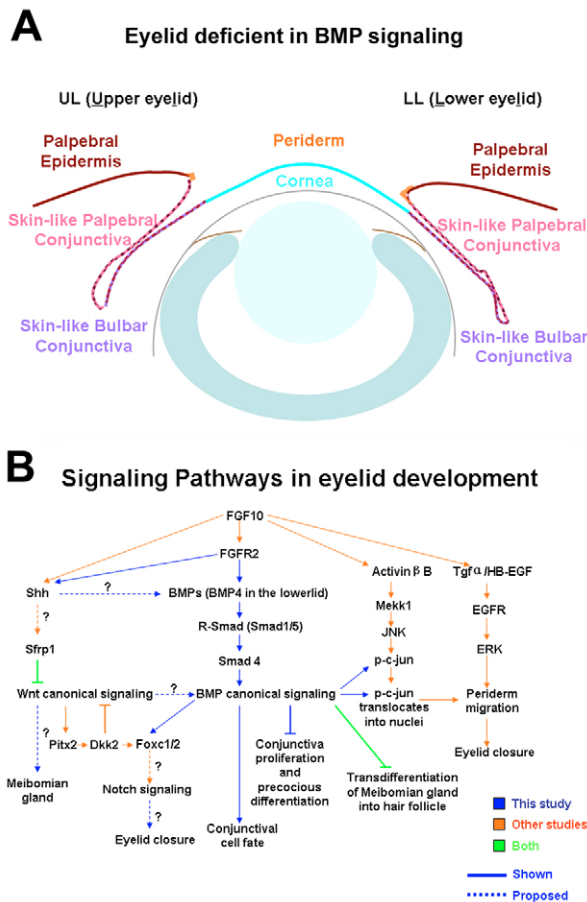 A
Eyelid deficient in BMP signaling
UL (Upper eyelid)
LL (Lower eyelid)
Palpebral
Epidermis
Periderm
Palpebral
Epidermis
Cornea
Skin-like Palpebral
Conjunctiva
Skin-like Palpebral
Conjunctiva
Skin-like Bulbar
Conjunctiva
Skin-like Bulbar
Conjunctiva
B
Signaling Pathways in eyelid development
FGF10
FGFR2
Activin β B
Tgf α/HB-EGF
Shh
?
BMPs (BMP4 in the lowerlid)
Mekk1
EGFR
?
R-Smad (Smad1/5)
JNK
Sfrp1
ERK
Smad 4
p-c-jun
Wnt canonical signaling
?
BMP canonical signaling
p-c-jun
translocates
into nuclei
Periderm
migration
?
Pitx2
Dkk2
Foxc1/2
Conjunctiva
proliferation
and
precocious
differentiation
Eyelid closure
?
Meibomian
gland
Notch signaling
Transdifferentiation
of Meibomian gland
into hair follicle
?
Eyelid closure
Conjunctival
cell fate
This study
Other studies
Both
Shown
Proposed